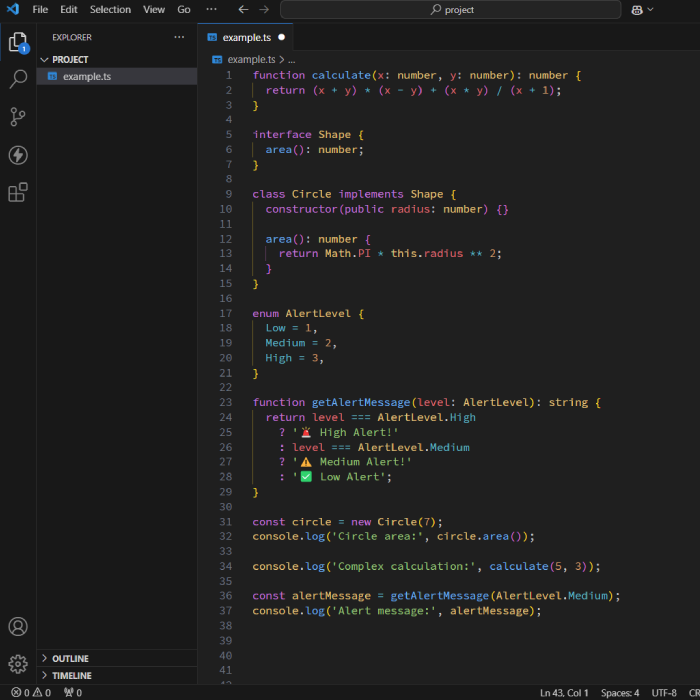 File Edit Selection View Go ··· ← → project
EXPLORER ···
PROJECT
TS example.ts
TS example.ts ●
TS example.ts > ...
1 function calculate(x: number, y: number): number {
2   return (x + y) * (x - y) + (x * y) / (x + 1);
3 }
4
5 interface Shape {
6   area(): number;
7 }
8
9 class Circle implements Shape {
10   constructor(public radius: number) {}
11
12   area(): number {
13     return Math.PI * this.radius ** 2;
14   }
15 }
16
17 enum AlertLevel {
18   Low = 1,
19   Medium = 2,
20   High = 3,
21 }
22
23 function getAlertMessage(level: AlertLevel): string {
24   return level === AlertLevel.High
25     ? '🚨 High Alert!'
26     : level === AlertLevel.Medium
27     ? '⚠️ Medium Alert!'
28     : '✅ Low Alert';
29 }
30
31 const circle = new Circle(7);
32 console.log('Circle area:', circle.area());
33
34 console.log('Complex calculation:', calculate(5, 3));
35
36 const alertMessage = getAlertMessage(AlertLevel.Medium);
37 console.log('Alert message:', alertMessage);
38
39
40
41
1
OUTLINE
TIMELINE
0 0 0 Ln 43, Col 1 Spaces: 4 UTF-8